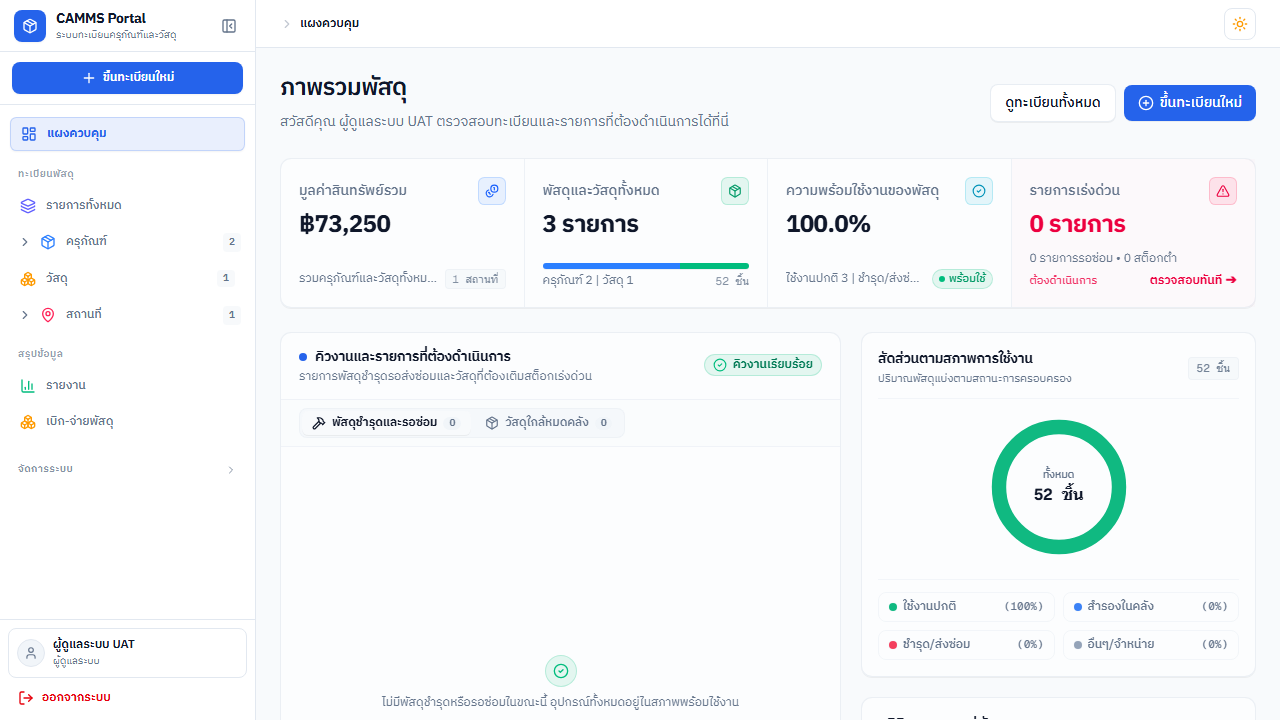 CAMMS Portal
ระบบทะเบียนครุภัณฑ์และวัสดุ
ขึ้นทะเบียนใหม่
แผงควบคุม
ทะเบียนพัสดุ
รายการทั้งหมด
ครุภัณฑ์ 2
วัสดุ 1
สถานที่ 1
สรุปข้อมูล
รายงาน
เบิก-จ่ายพัสดุ
จัดการระบบ
ผู้ดูแลระบบ UAT
ผู้ดูแลระบบ
ออกจากระบบ
แผงควบคุม
ภาพรวมพัสดุ
สวัสดีคุณ ผู้ดูแลระบบ UAT ตรวจสอบทะเบียนและรายการที่ต้องดำเนินการได้ที่นี่
ดูทะเบียนทั้งหมด
ขึ้นทะเบียนใหม่
มูลค่าสินทรัพย์รวม
฿73,250
รวมครุภัณฑ์และวัสดุทั้งหม... 1 สถานที่
พัสดุและวัสดุทั้งหมด
3 รายการ
ครุภัณฑ์ 2 | วัสดุ 1 52 ชิ้น
ความพร้อมใช้งานของพัสดุ
100.0%
ใช้งานปกติ 3 | ชำรุด/ส่งซ่... พร้อมใช้
รายการเร่งด่วน
0 รายการ
0 รายการรอซ่อม • 0 สต็อกต่ำ
ต้องดำเนินการ ตรวจสอบทันที →
คิวงานและรายการที่ต้องดำเนินการ
รายการพัสดุชำรุดรอส่งซ่อมและวัสดุที่ต้องเติมสต็อกเร่งด่วน
คิวงานเรียบร้อย
พัสดุชำรุดและรอซ่อม 0
วัสดุใกล้หมดคลัง 0
ไม่มีพัสดุชำรุดหรือรอซ่อมในขณะนี้ อุปกรณ์ทั้งหมดอยู่ในสภาพพร้อมใช้งาน
สัดส่วนตามสภาพการใช้งาน
ปริมาณพัสดุแบ่งตามสถานะการครอบครอง
52 ชิ้น
ทั้งหมด
52 ชิ้น
ใช้งานปกติ (100%)
สำรองในคลัง (0%)
ชำรุด/ส่งซ่อม (0%)
อื่นๆ/จำหน่าย (0%)